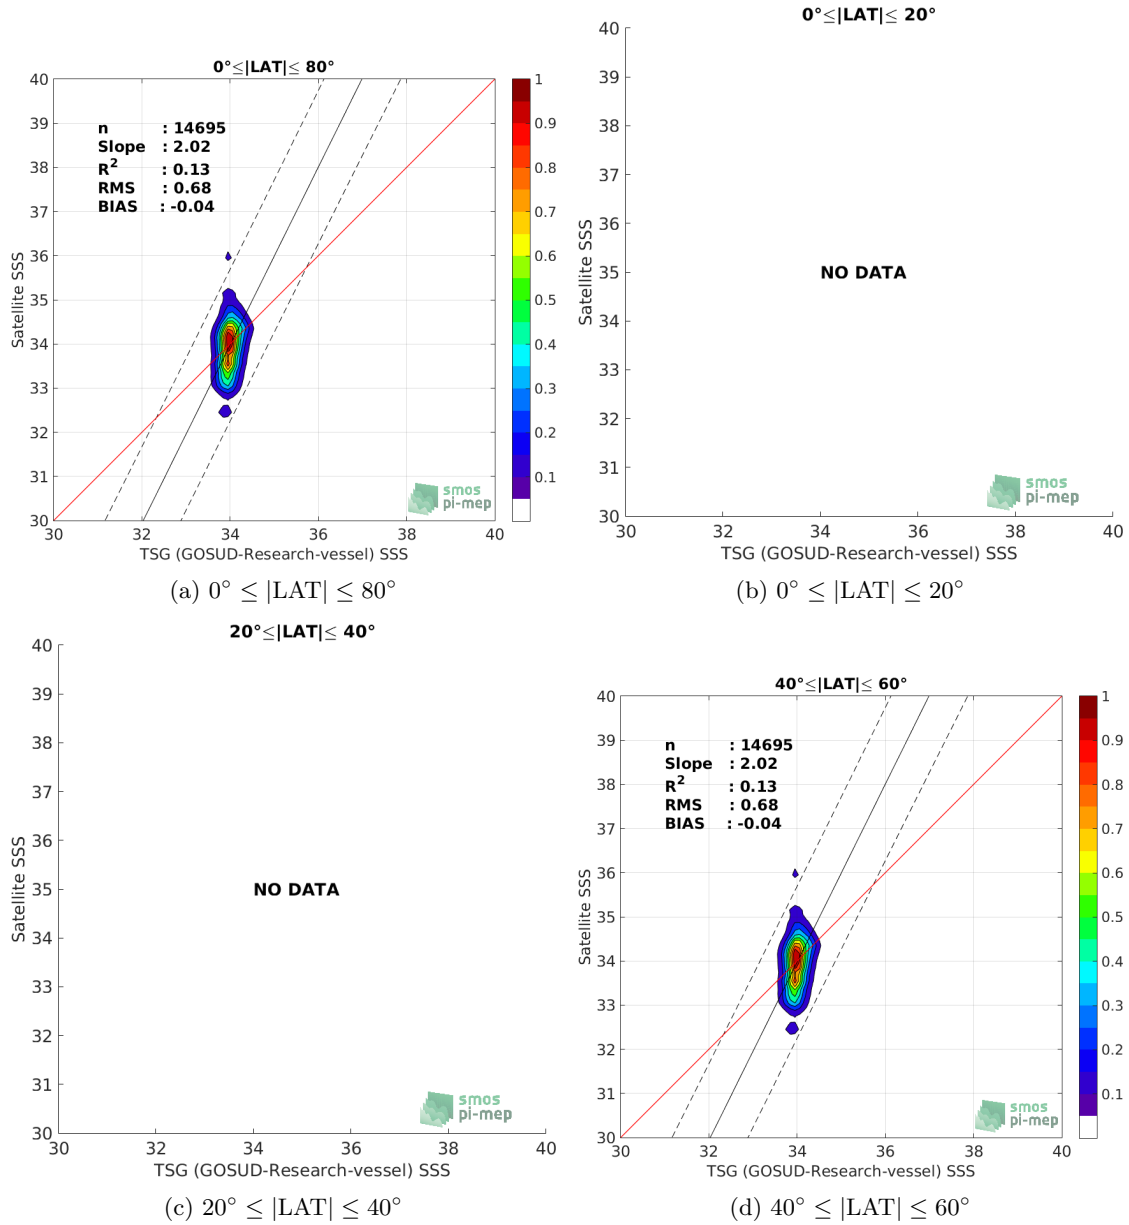 0°≤|LAT|≤ 80°
40
39
38
37
36
35
34
33
32
31
30
Satellite SSS
n : 14695
Slope : 2.02
R2 : 0.13
RMS : 0.68
BIAS : -0.04
smos
pi-mep
30 32 34 36 38 40
TSG (GOSUD-Research-vessel) SSS
1
0.9
0.8
0.7
0.6
0.5
0.4
0.3
0.2
0.1
(a) 0° ≤ |LAT| ≤ 80°
0°≤|LAT|≤ 20°
40
39
38
37
36
35
34
33
32
31
30
Satellite SSS
NO DATA
smos
pi-mep
30 32 34 36 38 40
TSG (GOSUD-Research-vessel) SSS
(b) 0° ≤ |LAT| ≤ 20°
20°≤|LAT|≤ 40°
40
39
38
37
36
35
34
33
32
31
30
Satellite SSS
NO DATA
smos
pi-mep
30 32 34 36 38 40
TSG (GOSUD-Research-vessel) SSS
(c) 20° ≤ |LAT| ≤ 40°
40°≤|LAT|≤ 60°
40
39
38
37
36
35
34
33
32
31
30
Satellite SSS
n : 14695
Slope : 2.02
R2 : 0.13
RMS : 0.68
BIAS : -0.04
smos
pi-mep
30 32 34 36 38 40
TSG (GOSUD-Research-vessel) SSS
1
0.9
0.8
0.7
0.6
0.5
0.4
0.3
0.2
0.1
(d) 40° ≤ |LAT| ≤ 60°